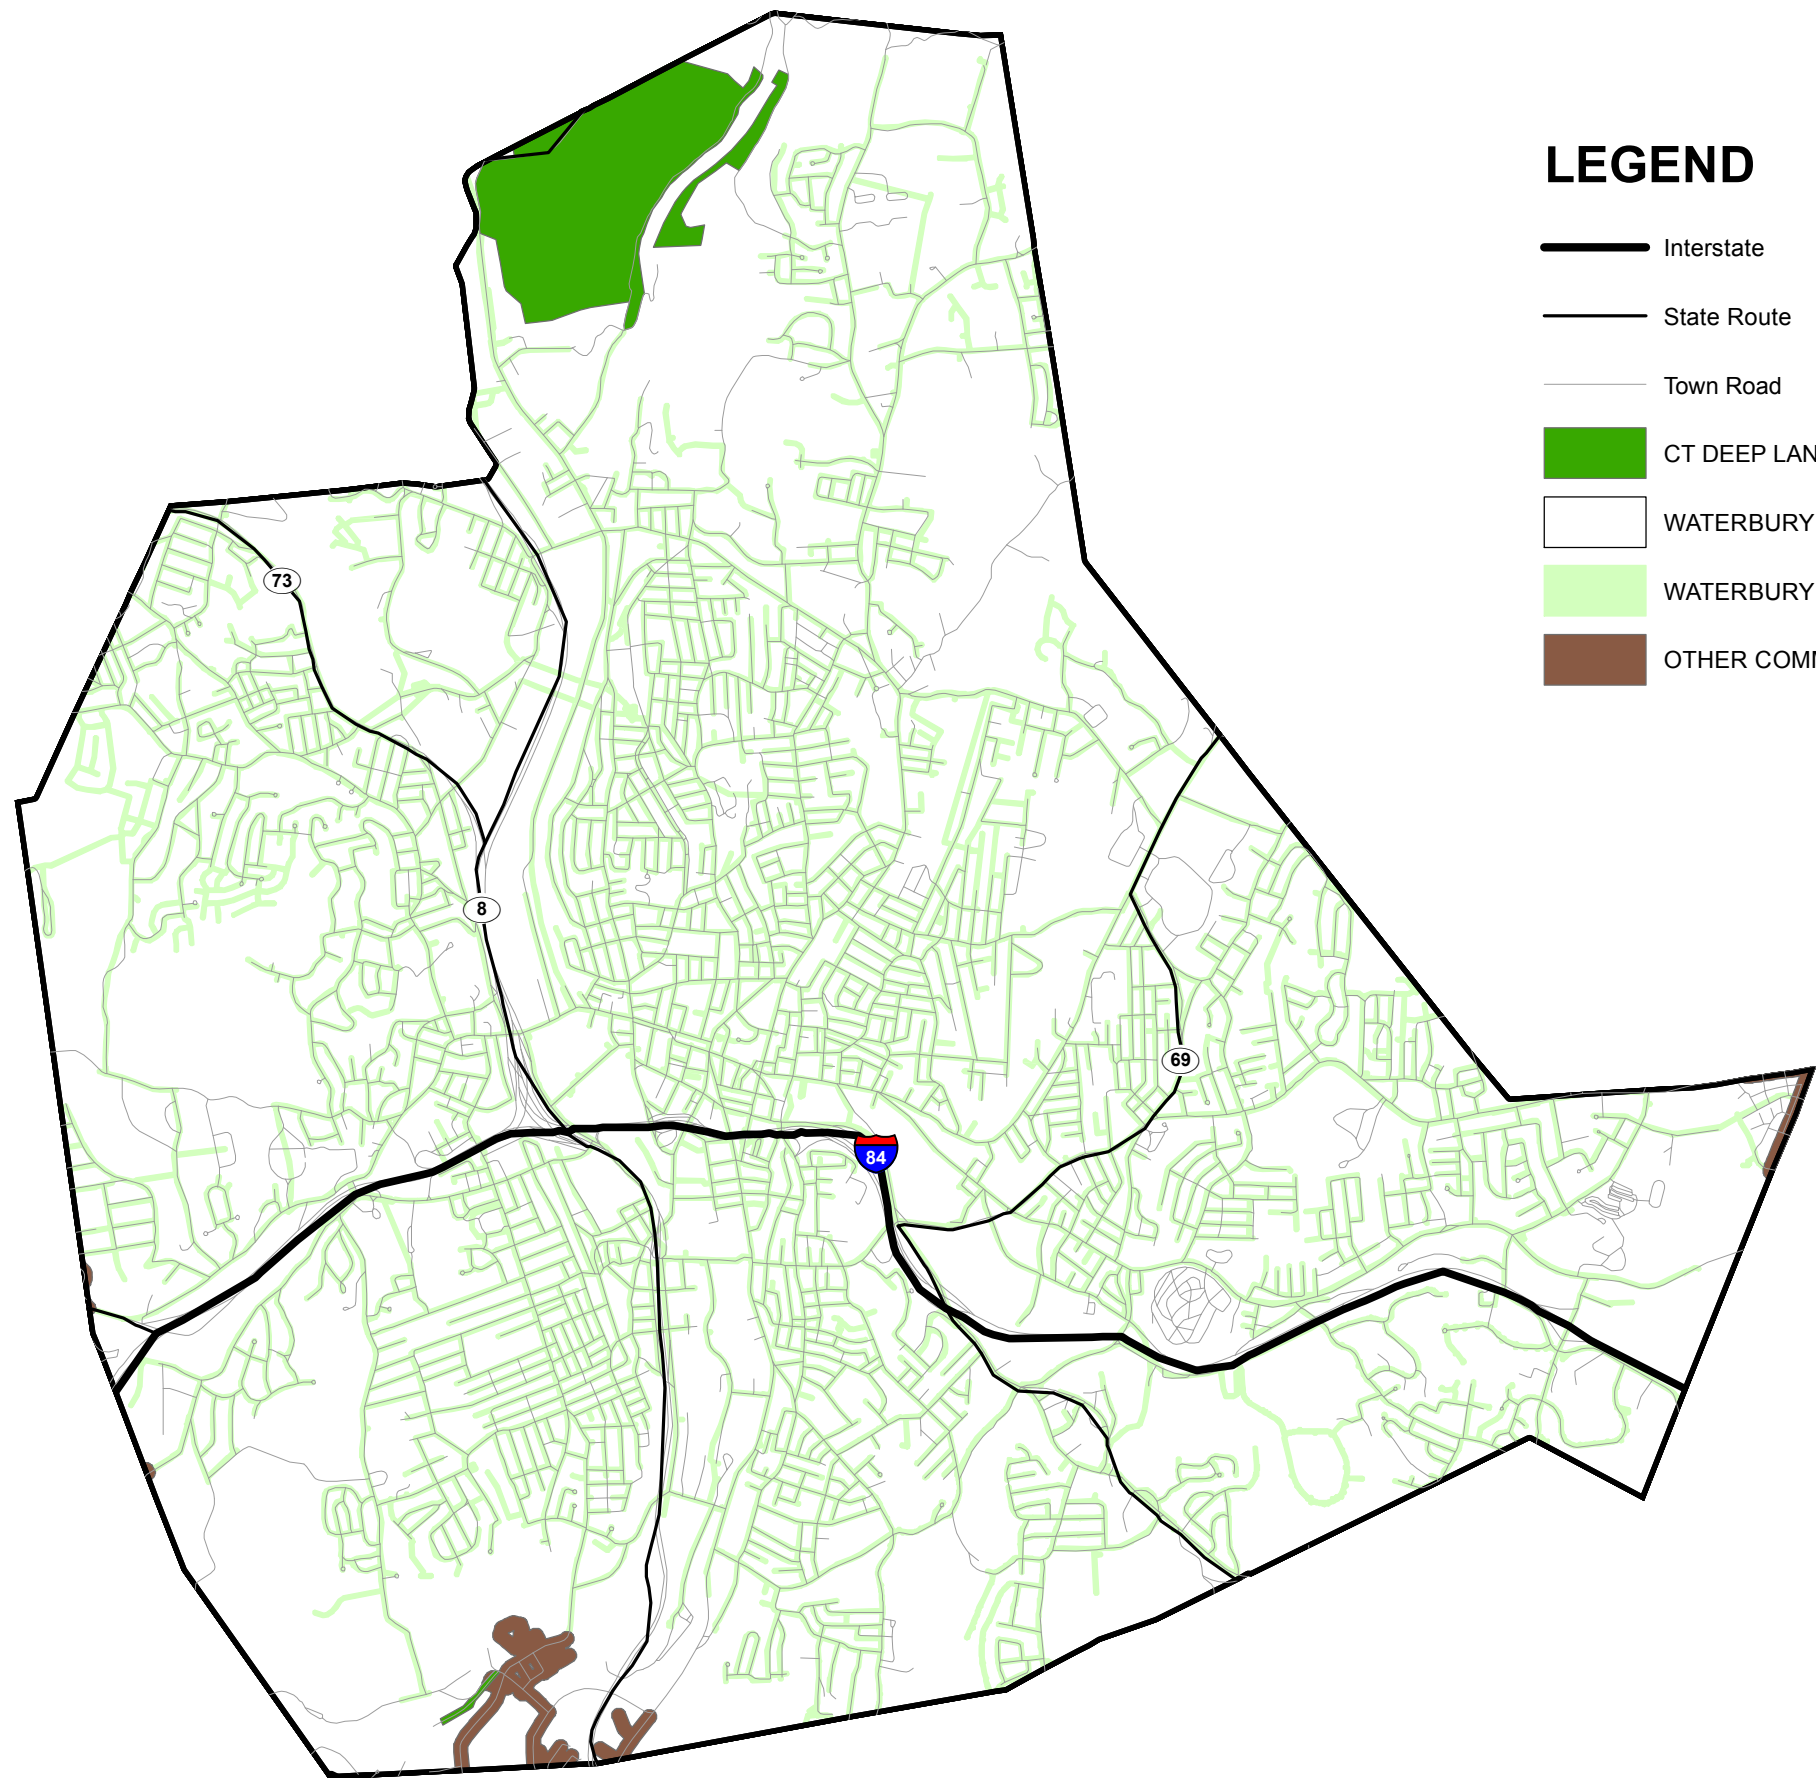 LEGEND
Interstate
State Route
Town Road
CT DEEP LAN
WATERBURY
WATERBURY
OTHER COMM
73
8
69
84